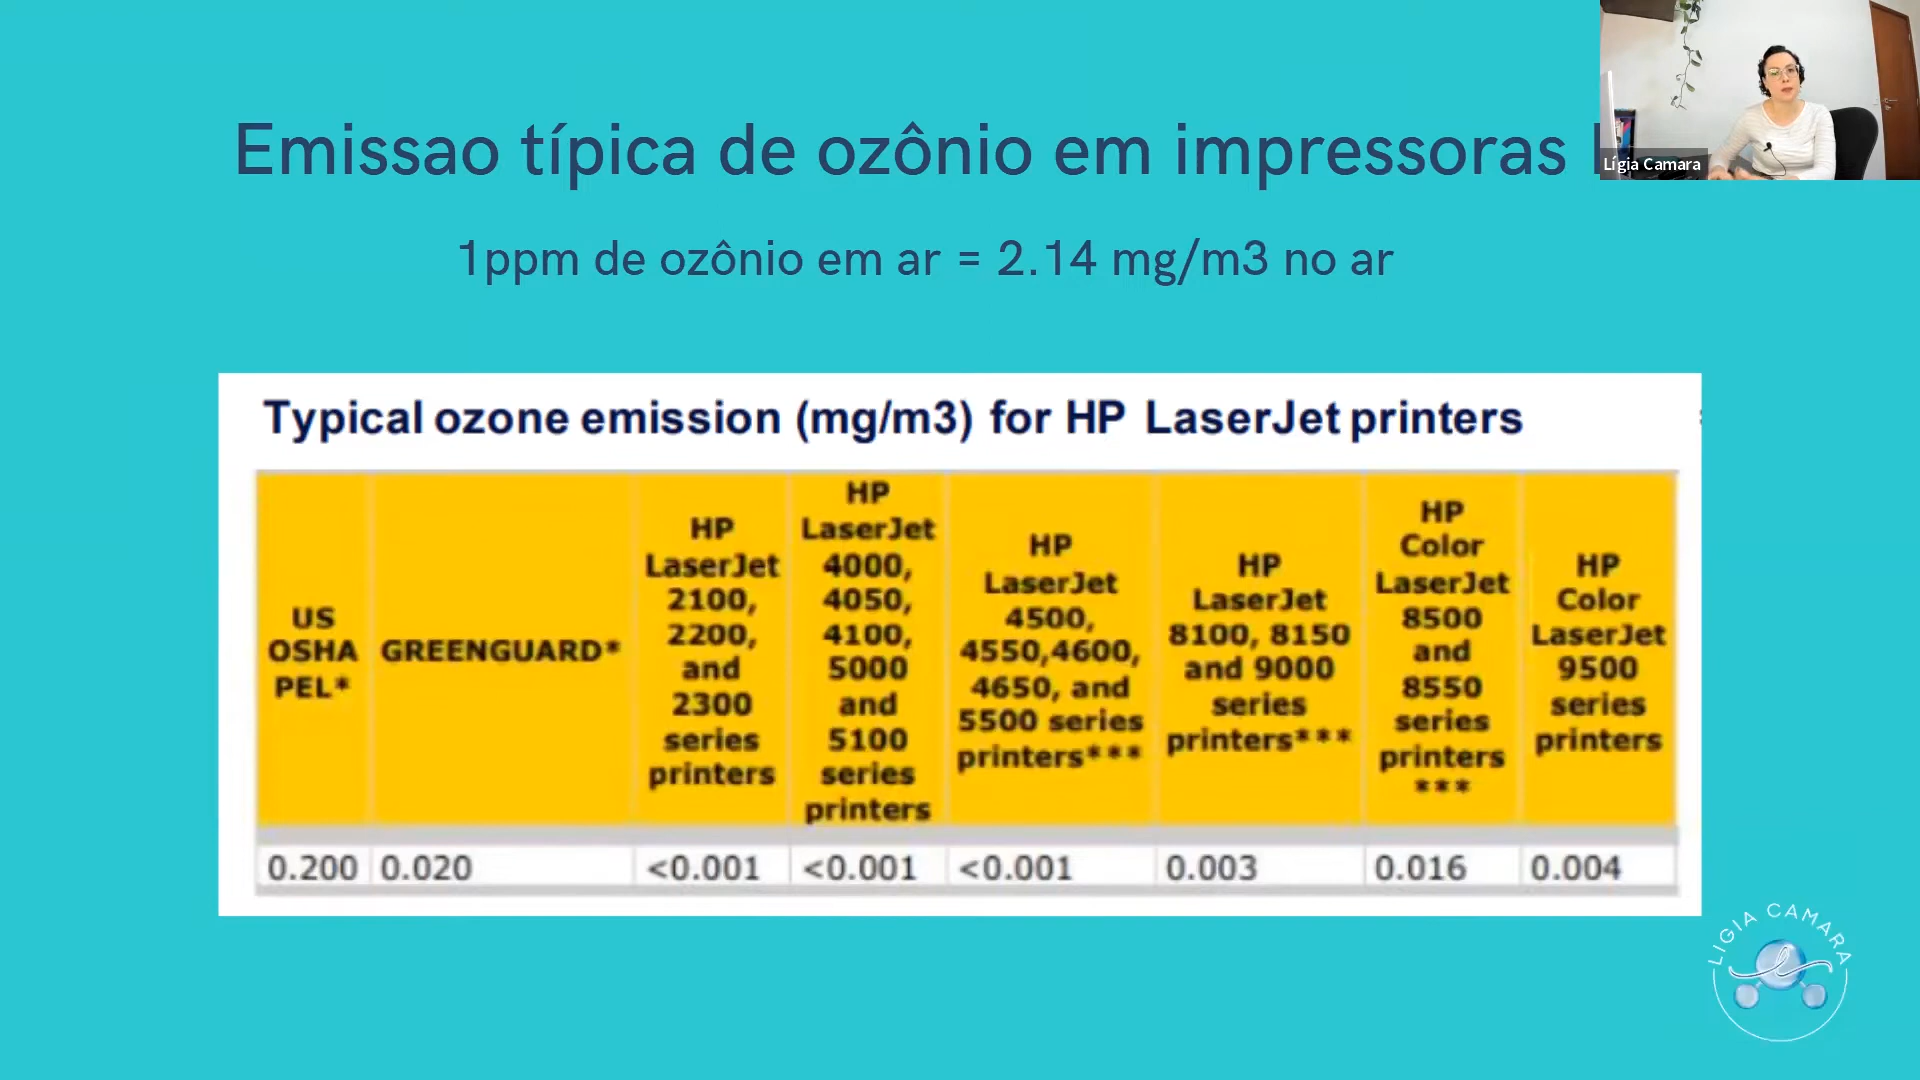 Emissao típica de ozônio em impressoras
Lígia Camara
1ppm de ozônio em ar = 2.14 mg/m3 no ar
Typical ozone emission (mg/m3) for HP LaserJet printers
US
OSHA
PEL*
GREENGUARD*
HP
LaserJet
2100,
2200,
and
2300
series
printers
HP
LaserJet
4000,
4050,
4100,
5000
and
5100
series
printers
HP
LaserJet
4500,
4550,4600,
4650, and
5500 series
printers***
HP
LaserJet
8100, 8150
and 9000
series
printers***
HP
Color
LaserJet
8500
and
8550
series
printers
***
HP
Color
LaserJet
9500
series
printers
0.200 0.020 <0.001 <0.001 <0.001 0.003 0.016 0.004
LIGIA CAMARA